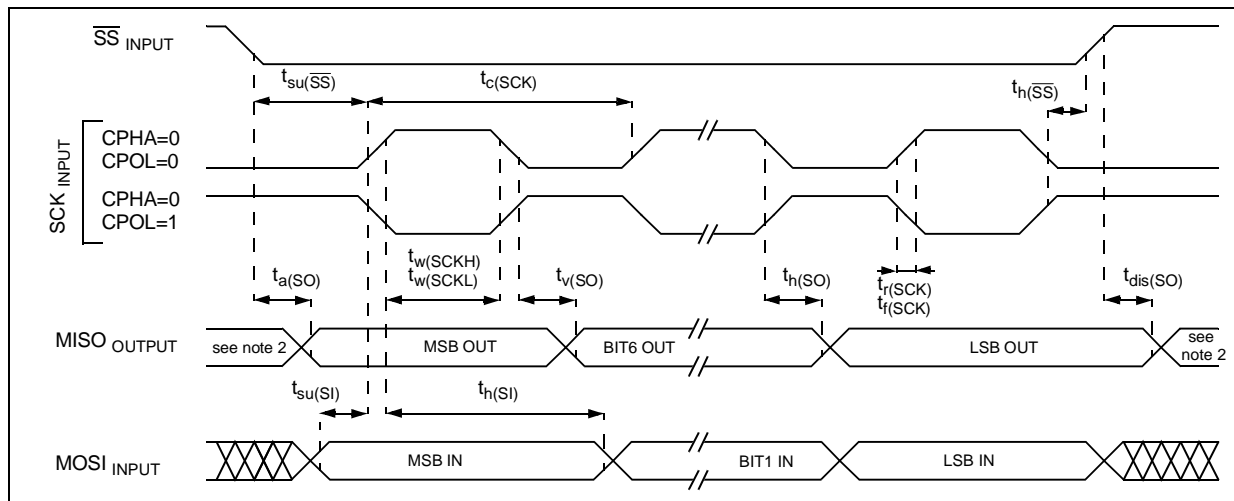 SS INPUT
tsu(SS)
tc(SCK)
th(SS)
SCK INPUT
CPHA=0
CPOL=0
CPHA=0
CPOL=1
ta(SO)
tw(SCKH)
tw(SCKL)
tv(SO)
th(SO)
tr(SCK)
tf(SCK)
tdis(SO)
MISO OUTPUT
see note 2
MSB OUT
BIT6 OUT
LSB OUT
see
note 2
tsu(SI)
th(SI)
MOSI INPUT
MSB IN
BIT1 IN
LSB IN